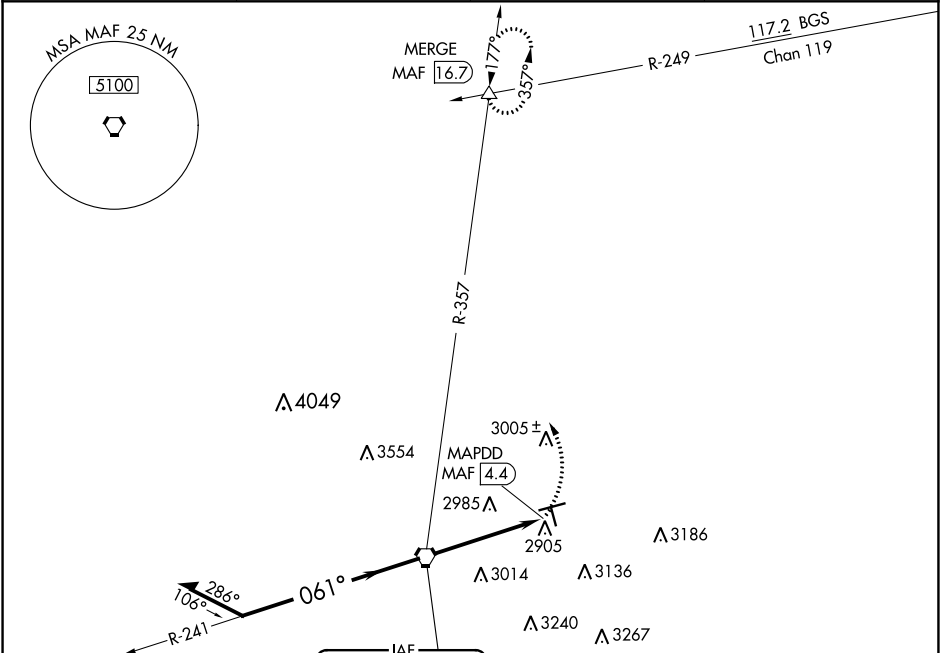 MSA MAF 25 NM
5100
MERGE
MAF 16.7
177°
357°
117.2 BGS
Chan 119
R-249
R-357
4049
3554
3005±
MAPDD
MAF 4.4
2985
2905
3186
3014
3136
061°
286°
106°
R-241
3240
3267
IAF